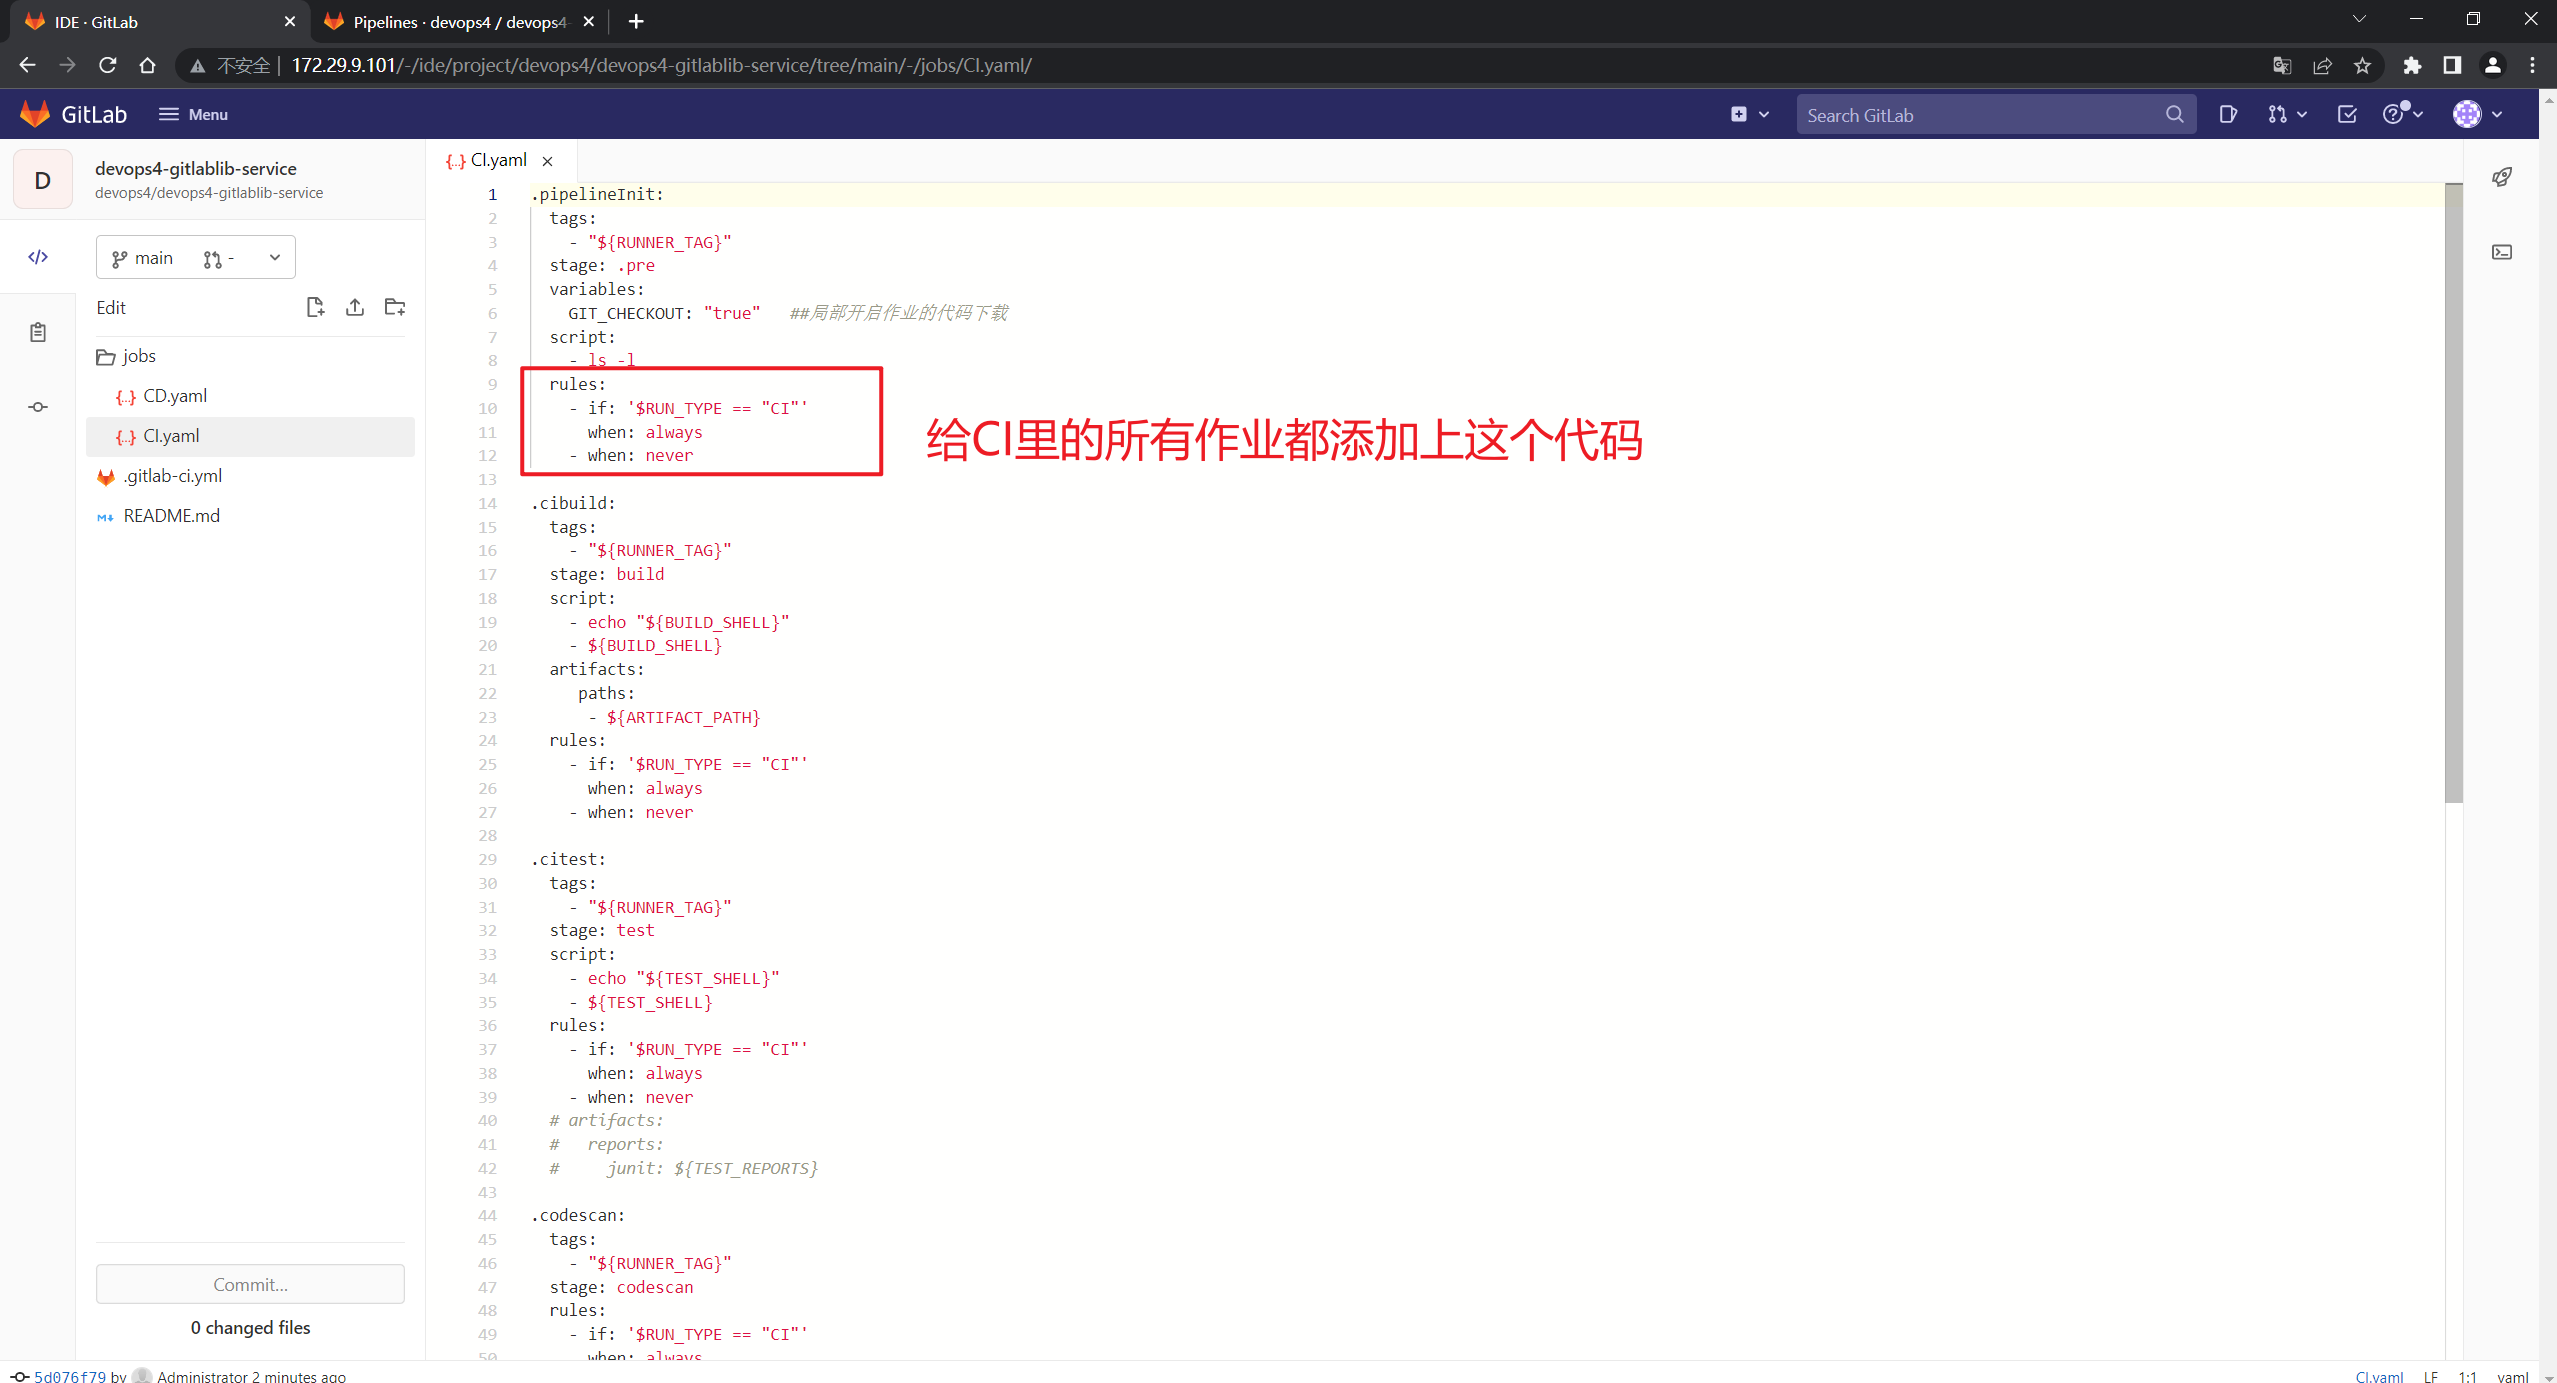 IDE · GitLab
Pipelines · devops4 / devops4-
不安全 | 172.29.9.101/-/ide/project/devops4/devops4-gitlablib-service/tree/main/-/jobs/CI.yaml/
GitLab
Menu
Search GitLab
D
devops4-gitlablib-service
devops4/devops4-gitlablib-service
main
-
Edit
jobs
CD.yaml
CI.yaml
.gitlab-ci.yml
README.md
Commit...
0 changed files
CI.yaml
1 .pipelineInit:
2   tags:
3     - "${RUNNER_TAG}"
4   stage: .pre
5   variables:
6     GIT_CHECKOUT: "true"   ##局部开启作业的代码下载
7   script:
8     - ls -l
9   rules:
10     - if: '$RUN_TYPE == "CI"'
11       when: always
12     - when: never
给CI里的所有作业都添加上这个代码
13
14 .cibuild:
15   tags:
16     - "${RUNNER_TAG}"
17   stage: build
18   script:
19     - echo "${BUILD_SHELL}"
20     - ${BUILD_SHELL}
21   artifacts:
22      paths:
23       - ${ARTIFACT_PATH}
24   rules:
25     - if: '$RUN_TYPE == "CI"'
26       when: always
27     - when: never
28
29 .citest:
30   tags:
31     - "${RUNNER_TAG}"
32   stage: test
33   script:
34     - echo "${TEST_SHELL}"
35     - ${TEST_SHELL}
36   rules:
37     - if: '$RUN_TYPE == "CI"'
38       when: always
39     - when: never
40   # artifacts:
41   #   reports:
42   #     junit: ${TEST_REPORTS}
43
44 .codescan:
45   tags:
46     - "${RUNNER_TAG}"
47   stage: codescan
48   rules:
49     - if: '$RUN_TYPE == "CI"'
50       when: always
5d076f79 by Administrator 2 minutes ago
CI.yaml LF 1:1 yaml